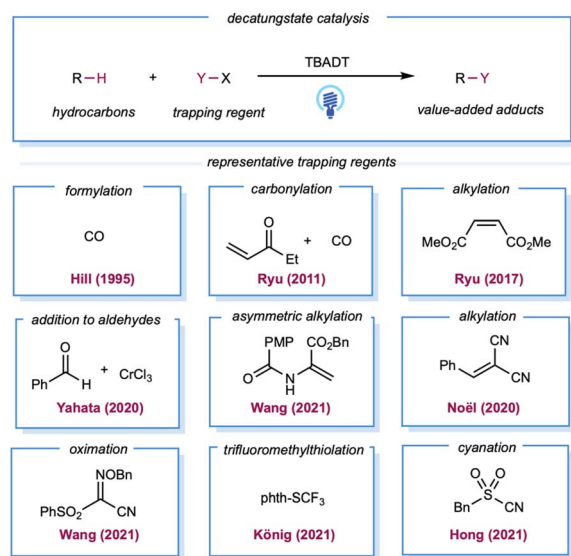 decatungstate catalysis
R–H + Y–X TBADT R–Y
hydrocarbons trapping regent value-added adducts
representative trapping regents
formylation
CO
Hill (1995)
carbonylation
O
Et + CO
Ryu (2011)
alkylation
MeO2C CO2Me
Ryu (2017)
addition to aldehydes
O
Ph H + CrCl3
Yahata (2020)
asymmetric alkylation
PMP CO2Bn
O N
H
Wang (2021)
alkylation
CN
Ph CN
Noël (2020)
oximation
NOBn
PhSO2 CN
Wang (2021)
trifluoromethylthiolation
phth-SCF3
König (2021)
cyanation
O O
S
Bn CN
Hong (2021)